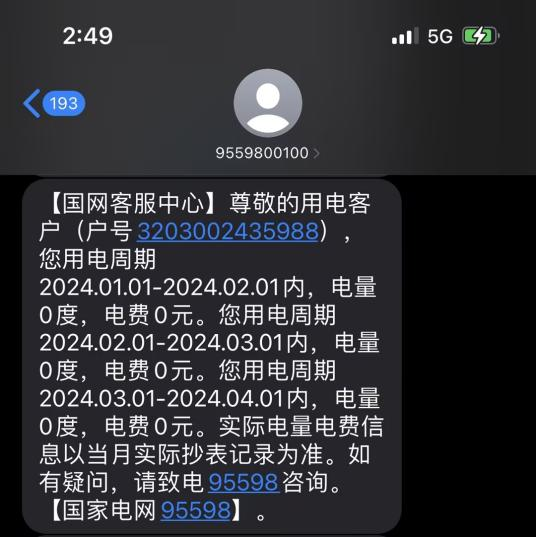 2:49
5G
193
9559800100
【国网客服中心】尊敬的用电客
户（户号3203002435988），
您用电周期
2024.01.01-2024.02.01内，电量
0度，电费0元。您用电周期
2024.02.01-2024.03.01内，电量
0度，电费0元。您用电周期
2024.03.01-2024.04.01内，电量
0度，电费0元。实际电量电费信
息以当月实际抄表记录为准。如
有疑问，请致电95598咨询。
【国家电网95598】。